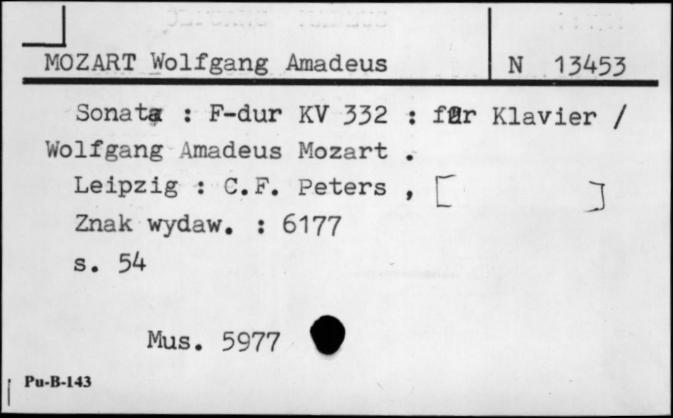 MOZART Wolfgang Amadeus
N 13453
Sonata : F-dur KV 332 : für Klavier /
Wolfgang Amadeus Mozart .
Leipzig : C.F. Peters , [ ]
Znak wydaw. : 6177
s. 54
Mus. 5977
Pu-B-143